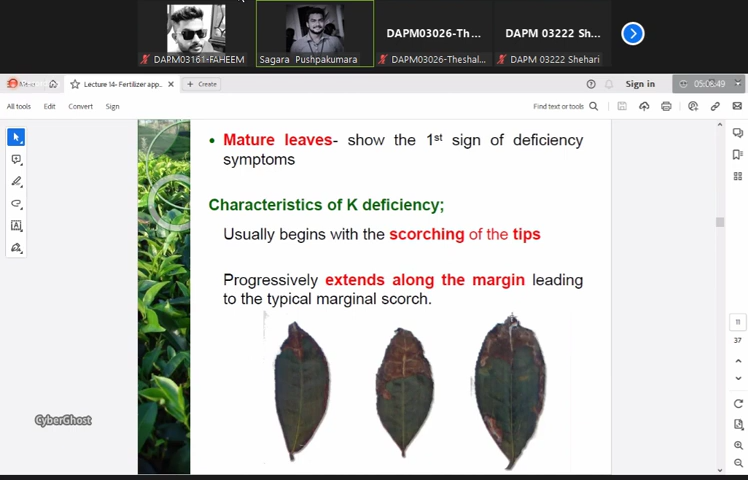 DAPM03161-FAHEEM
Sagara Pushpakumara
DAPM03026-Th...
DAPM03026-Theshal...
DAPM 03222 Sh...
DAPM 03222 Shehari
Menu
Lecture 14- Fertilizer app...
+ Create
Sign in
05:06:49
All tools
Edit
Convert
Sign
Find text or tools
• Mature leaves- show the 1st sign of deficiency
symptoms
Characteristics of K deficiency;
Usually begins with the scorching of the tips
Progressively extends along the margin leading
to the typical marginal scorch.
11
37
CyberGhost